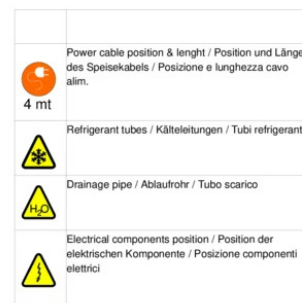 Power cable position & lenght / Position und Länge
des Speisekabels / Posizione e lunghezza cavo
alim.
4 mt
Refrigerant tubes / Kälteleitungen / Tubi refrigerant
Drainage pipe / Ablaufrohr / Tubo scarico
H2O
Electrical components position / Position der
elektrischen Komponente / Posizione componenti
elettrici